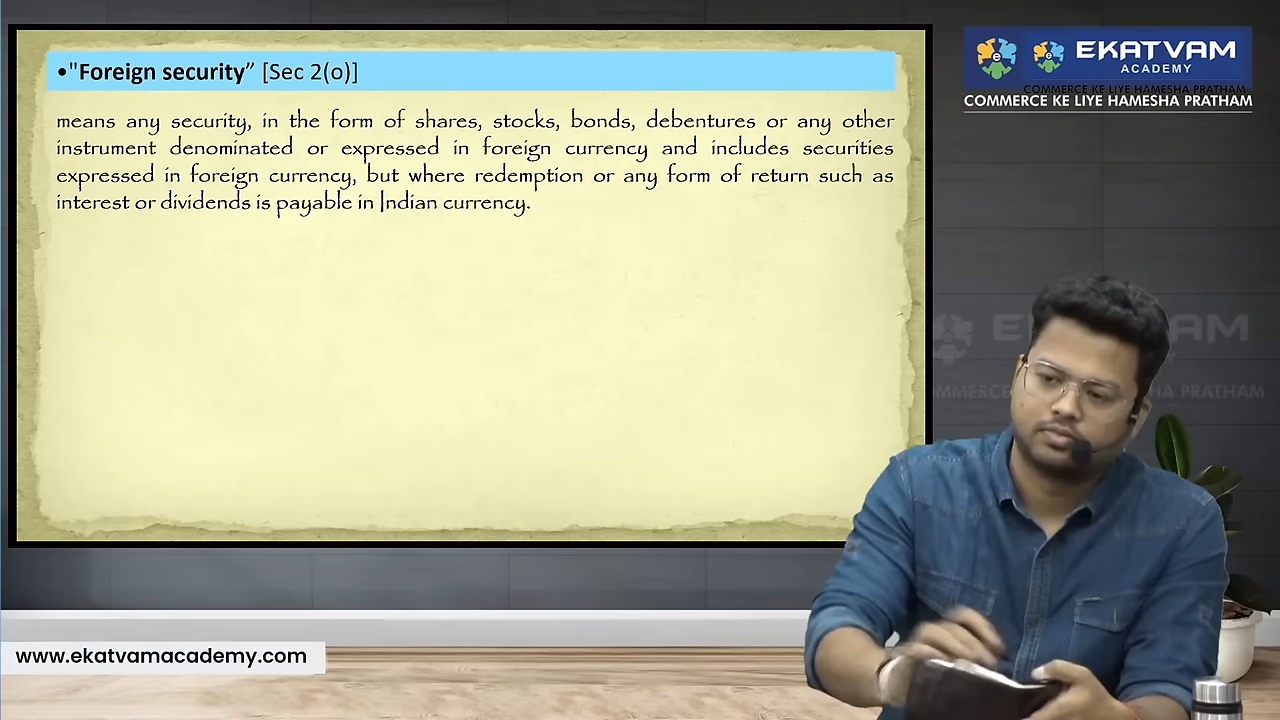 •"Foreign security” [Sec 2(o)]
means any security, in the form of shares, stocks, bonds, debentures or any other
instrument denominated or expressed in foreign currency and includes securities
expressed in foreign currency, but where redemption or any form of return such as
interest or dividends is payable in Indian currency.
EKATVAM
ACADEMY
COMMERCE KE LIYE HAMESHA PRATHAM
COMMERCE KE LIYE HAMESHA PRATHAM
www.ekatvamacademy.com